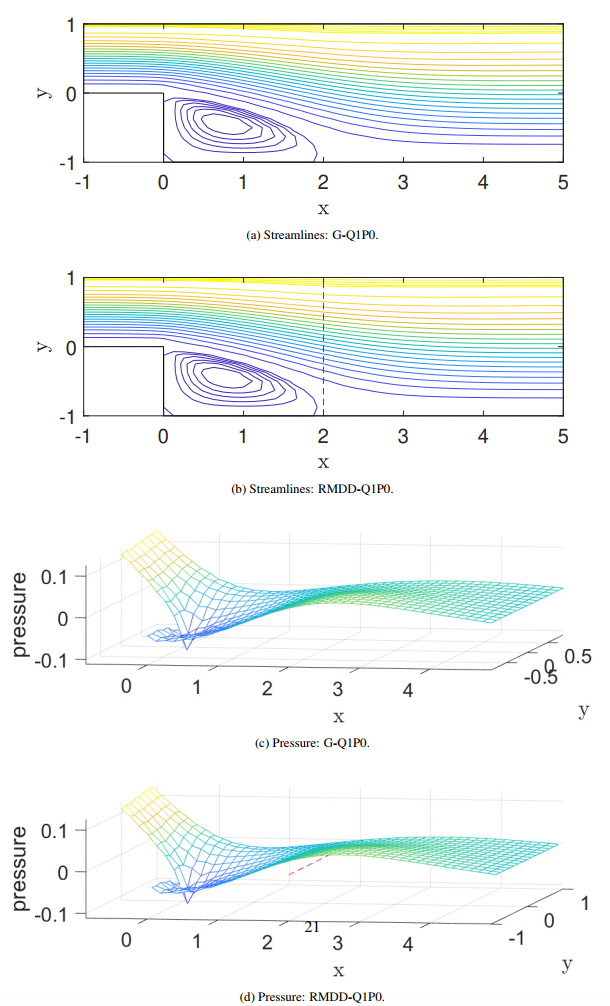 1
0
-1
y
-1 0 1 2 3 4 5
x
(a) Streamlines: G-Q1P0.
1
0
-1
y
-1 0 1 2 3 4 5
x
(b) Streamlines: RMDD-Q1P0.
0.1
0
-0.1
pressure
0 1 2 3 4
x
-0.5 0 0.5
y
(c) Pressure: G-Q1P0.
0.1
0
-0.1
pressure
0 1 2 3 4
x
-1 0 1
y
21
(d) Pressure: RMDD-Q1P0.